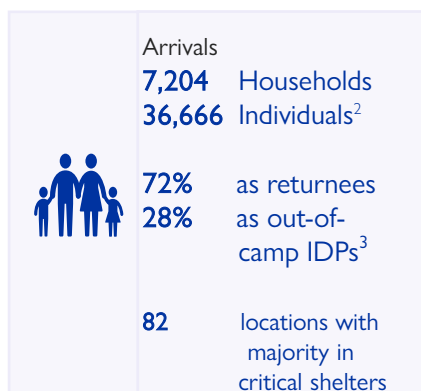 Arrivals
7,204 Households
36,666 Individuals²
72% as returnees
28% as out-of-
camp IDPs³
82 locations with
majority in
critical shelters